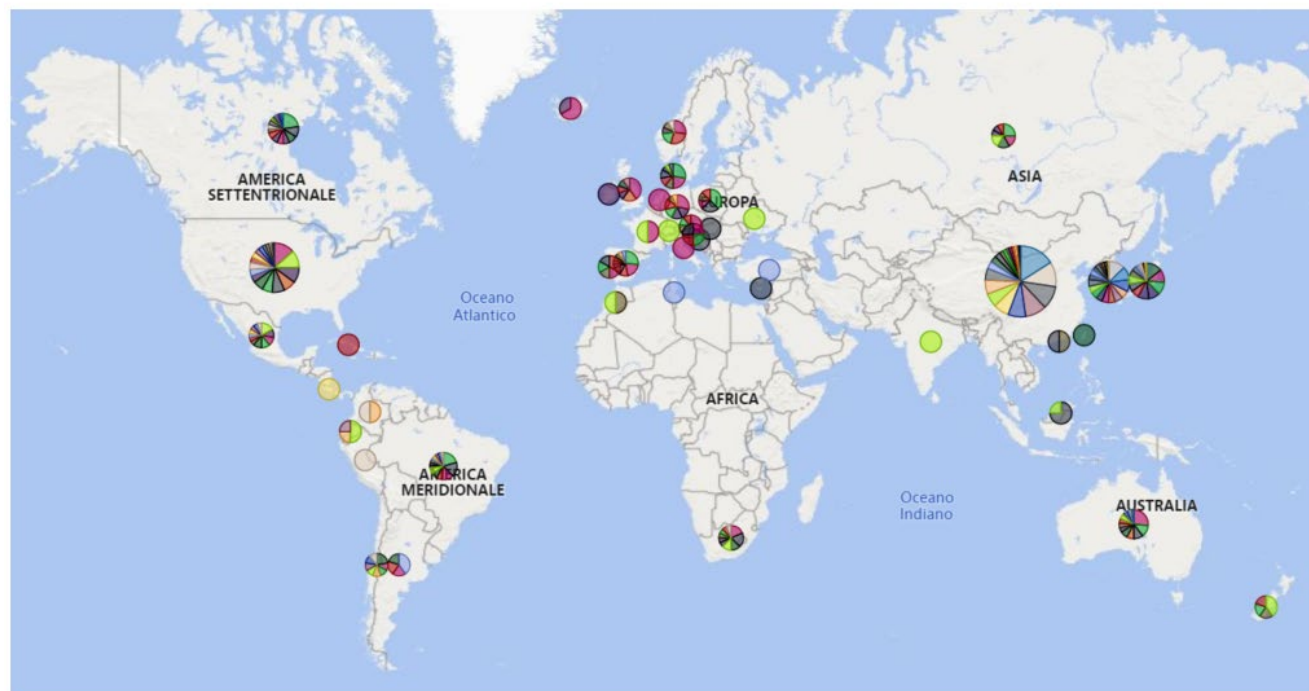 AMERICA
SETTENTRIONALE
ASIA
EUROPA
Oceano
Atlantico
AFRICA
AMERICA
MERIDIONALE
Oceano
Indiano
AUSTRALIA